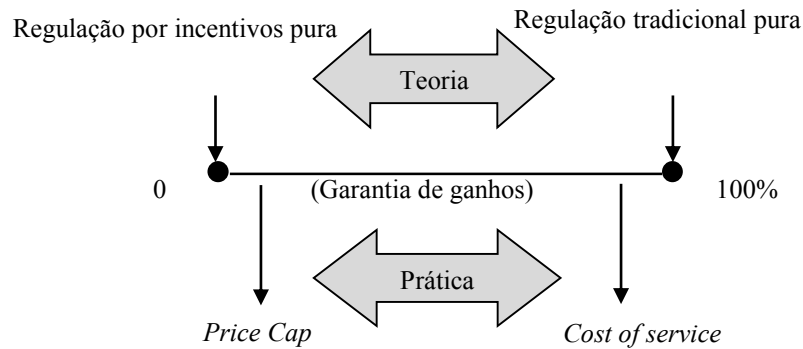 Regulação por incentivos pura
Regulação tradicional pura
Teoria
0
(Garantia de ganhos)
100%
Prática
Price Cap
Cost of service